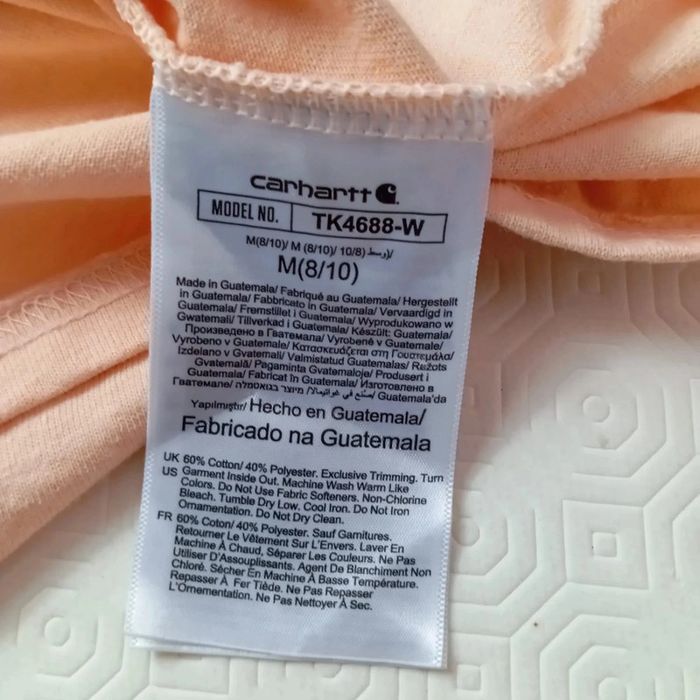 carhartt
MODEL NO. TK4688-W
M(8/10)/ M (8/10)/ 10/8) وسط)/
M(8/10)
Made in Guatemala/ Fabriqué au Guatemala/ Hergestellt
in Guatemala/ Fabbricato in Guatemala/ Vervaardigd in
Guatemala/ Fremstillet i Guatemala/ Wyprodukowano w
Gwatemali/ Tillverkad i Guatemala/ Készült: Guatemala/
Произведено в Гватемала/ Vyrobené v Guatemale/
Vyrobeno v Guatemale/ Κατασκευάζεται στη Γουατεμάλα/
Izdelano v Gvatemali/ Valmistatud Guatemalas/ Ražots
Gvatemalā/ Pagaminta Gvatemaloje/ Produsert i
Guatemala/ Fabricat în Guatemala/ Изготовлено в
Гватемале/ صنع في غواتيمالا/ מיוצר בגואטמלה/ Guatemala'da
Yapılmıştır/ Hecho en Guatemala/
Fabricado na Guatemala
UK 60% Cotton/ 40% Polyester. Exclusive Trimming. Turn
US Garment Inside Out. Machine Wash Warm Like
Colors. Do Not Use Fabric Softeners. Non-Chlorine
Bleach. Tumble Dry Low. Cool Iron. Do Not Iron
Ornamentation. Do Not Dry Clean.
FR 60% Coton/ 40% Polyester. Sauf Garnitures.
Retourner Le Vêtement Sur L'Envers. Laver En
Machine À Chaud, Séparer Les Couleurs. Ne Pas
Utiliser D'Assouplissants. Agent De Blanchiment Non
Chloré. Sécher En Machine À Basse Température.
Repasser À Fer Tiède. Ne Pas Repasser
L'Ornementation. Ne Pas Nettoyer À Sec.